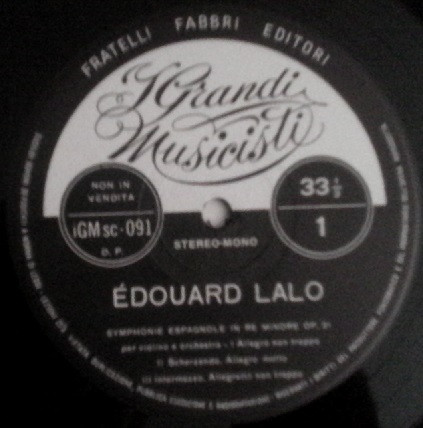 FRATELLI FABBRI EDITORI
I Grandi
Musicisti
NON IN
VENDITA
iGMsc-091
D. P.
33 1/3
1
STEREO-MONO
ÉDOUARD LALO
SYMPHONIE ESPAGNOLE IN RE MINORE OP. 21
per violino e orchestra - I Allegro non troppo
II Scherzando. Allegro molto
III Intermezzo. Allegretto non troppo